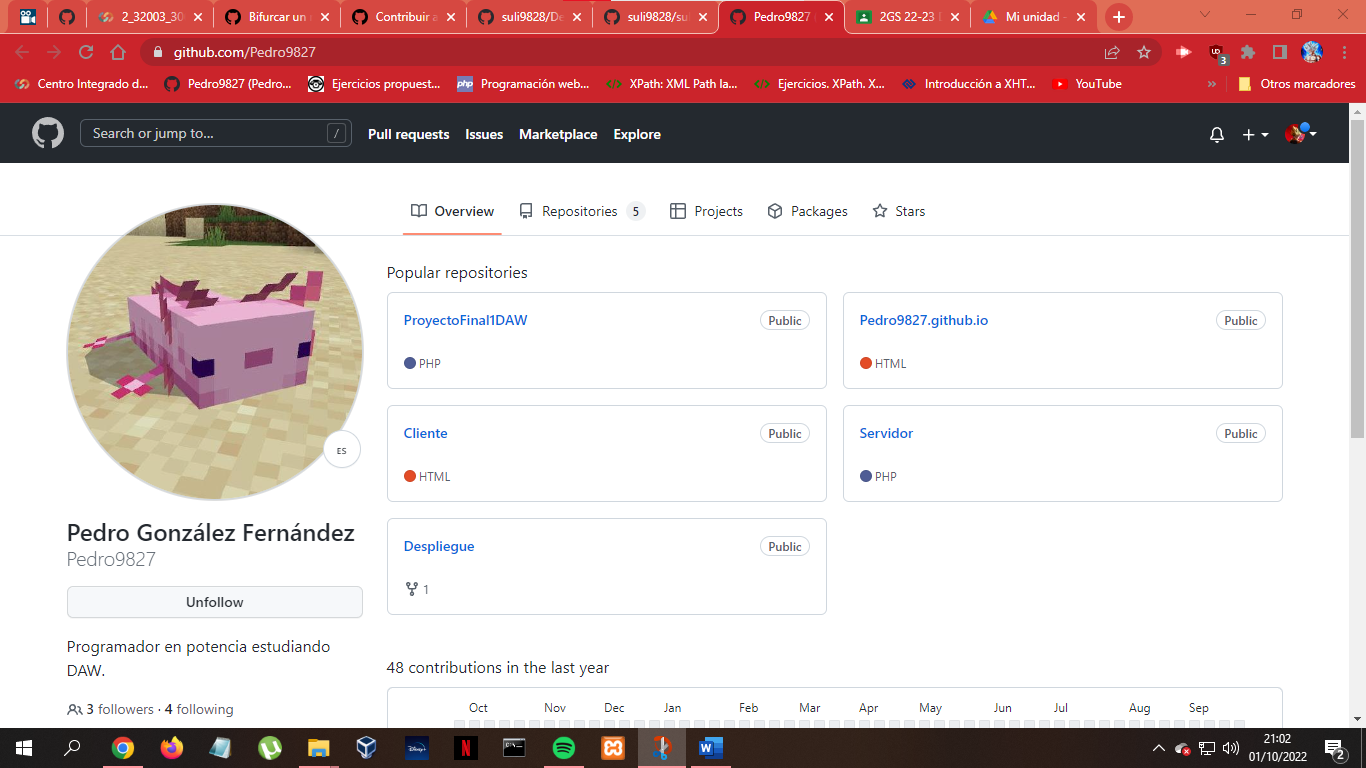 2_32003_30
Bifurcar un
Contribuir a
suli9828/De
suli9828/su
Pedro9827
2GS 22-23
Mi unidad -
github.com/Pedro9827
3
Centro Integrado d...
Pedro9827 (Pedro...
Ejercicios propuest...
php Programación web...
XPath: XML Path la...
Ejercicios. XPath. X...
Introducción a XHT...
YouTube
»
Otros marcadores
Search or jump to...
/
Pull requests
Issues
Marketplace
Explore
Overview
Repositories 5
Projects
Packages
Stars
Popular repositories
ProyectoFinal1DAW
Public
PHP
Pedro9827.github.io
Public
HTML
Cliente
Public
HTML
Servidor
Public
PHP
Despliegue
Public
1
48 contributions in the last year
Oct Nov Dec Jan Feb Mar Apr May Jun Jul Aug Sep
ES
Pedro González Fernández
Pedro9827
Unfollow
Programador en potencia estudiando
DAW.
3 followers · 4 following
21:02
01/10/2022
2